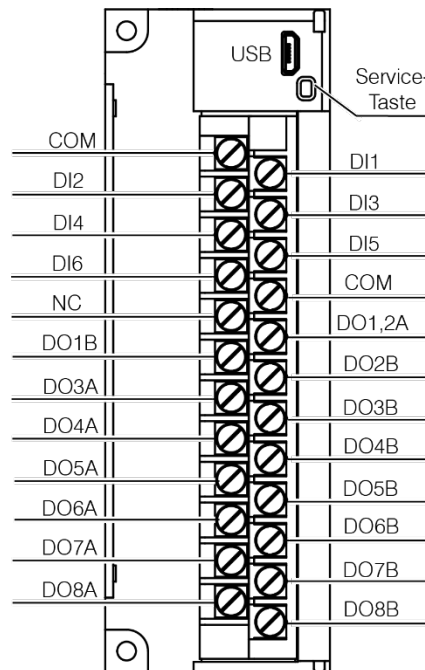 USB
Service-
Taste
COM
DI1
DI2
DI3
DI4
DI5
DI6
COM
NC
DO1,2A
DO1B
DO2B
DO3A
DO3B
DO4A
DO4B
DO5A
DO5B
DO6A
DO6B
DO7A
DO7B
DO8A
DO8B